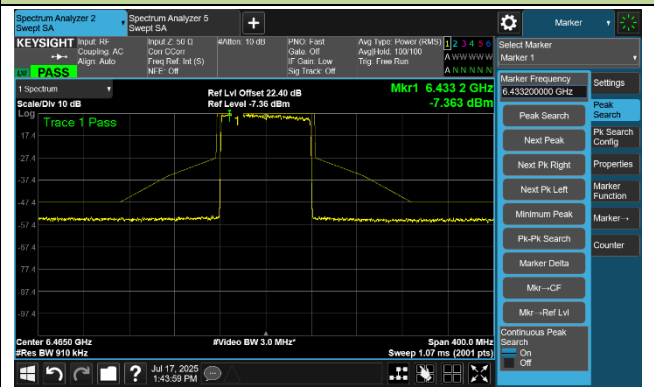 Spectrum Analyzer 2
Swept SA
Spectrum Analyzer 5
Swept SA
+
Marker
KEYSIGHT
Input: RF
Coupling: AC
Align: Auto
Input Z: 50 Ω
Corr CCorr
Freq Ref: Int (S)
NFE: Off
#Atten: 10 dB
PNO: Fast
Gate: Off
IF Gain: Low
Sig Track: Off
Avg Type: Power (RMS)
Avg|Hold: 100/100
Trig: Free Run
1 2 3 4 5 6
A W W W W W
A N N N N N
PASS
Select Marker
Marker 1
1 Spectrum
Scale/Div 10 dB
Ref Lvl Offset 22.40 dB
Ref Level -7.36 dBm
Mkr1 6.433 2 GHz
-7.363 dBm
Marker Frequency
6.433200000 GHz
Settings
Log
Trace 1 Pass
1
-17.4
-27.4
-37.4
-47.4
-57.4
-67.4
-77.4
-87.4
-97.4
Peak Search
Next Peak
Next Pk Right
Next Pk Left
Minimum Peak
Pk-Pk Search
Marker Delta
Mkr→CF
Mkr→Ref Lvl
Continuous Peak
Search
On
Off
Peak
Search
Pk Search
Config
Properties
Marker
Function
Marker→
Counter
Center 6.4650 GHz
#Res BW 910 kHz
#Video BW 3.0 MHz*
Span 400.0 MHz
Sweep 1.07 ms (2001 pts)
?
Jul 17, 2025
1:43:59 PM